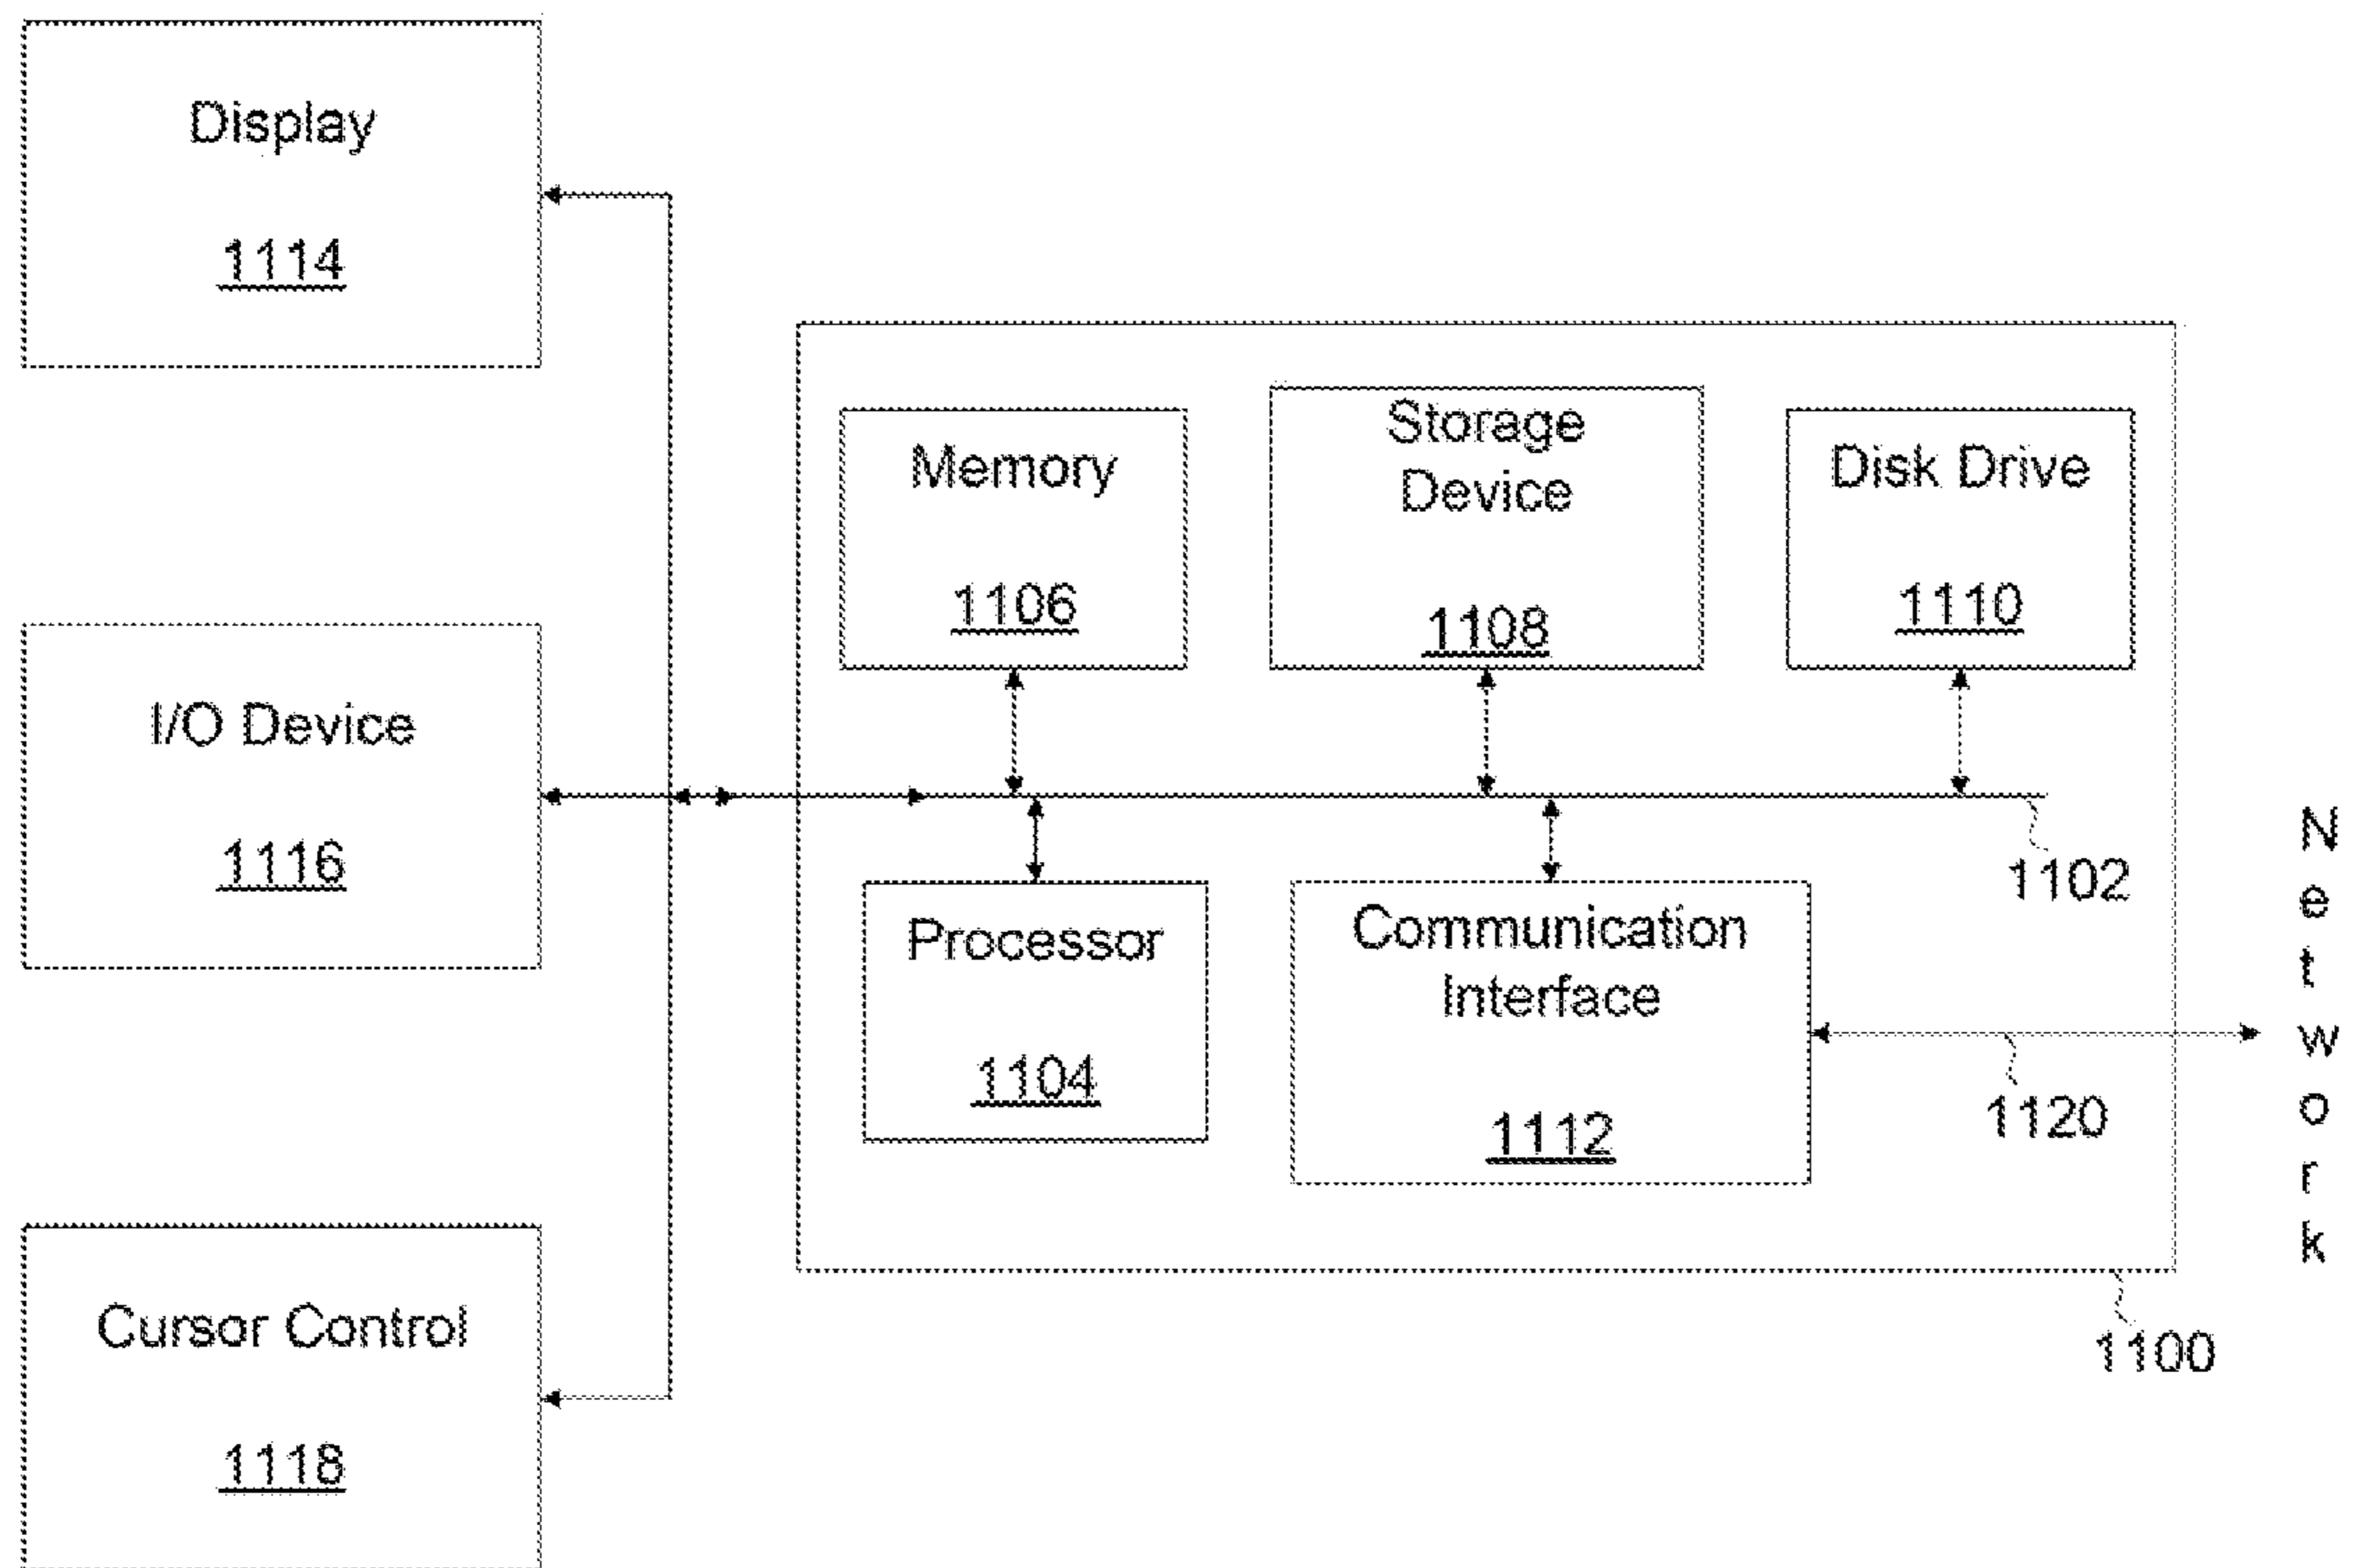 Display
1114
I/O Device
1116
Cursor Control
1118
Memory
1106
Storage
Device
1108
Disk Drive
1110
Processor
1104
Communication
Interface
1112
1102
1120
1100
Network